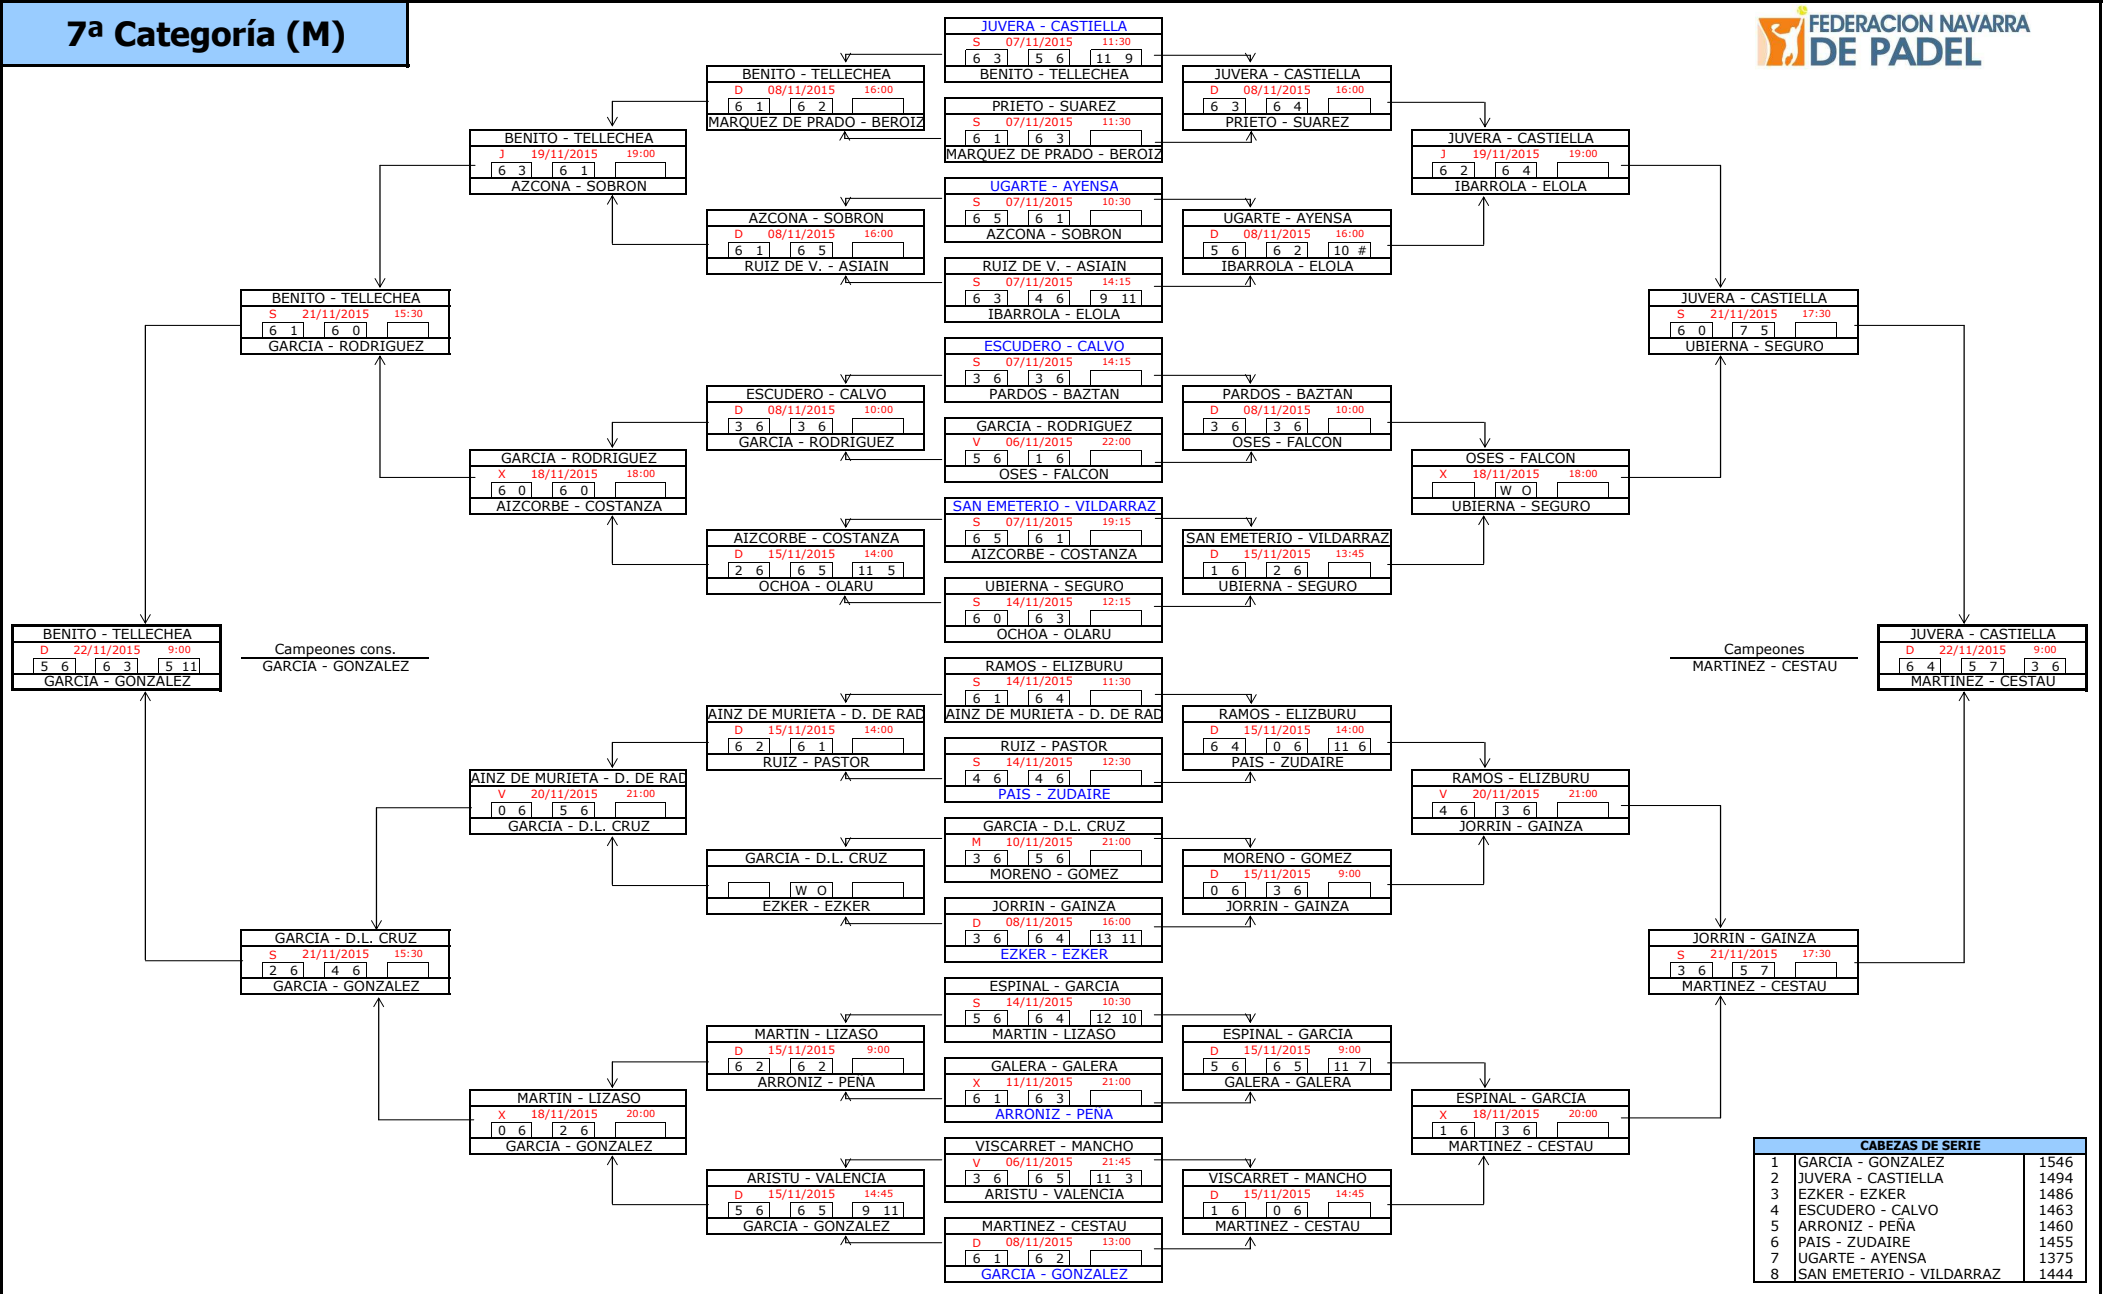 7ª Categoría (M)
FEDERACION NAVARRA
DE PADEL
JUVERA - CASTIELLA
S 07/11/2015 11:30
6 3 5 6 11 9
BENITO - TELLECHEA
PRIETO - SUAREZ
S 07/11/2015 11:30
6 1 6 3
MARQUEZ DE PRADO - BEROIZ
UGARTE - AYENSA
S 07/11/2015 10:30
6 5 6 1
AZCONA - SOBRON
RUIZ DE V. - ASIAIN
S 07/11/2015 14:15
6 3 4 6 9 11
IBARROLA - ELOLA
ESCUDERO - CALVO
S 07/11/2015 14:15
3 6 3 6
PARDOS - BAZTAN
GARCIA - RODRIGUEZ
V 06/11/2015 22:00
5 6 1 6
OSES - FALCON
SAN EMETERIO - VILDARRAZ
S 07/11/2015 19:15
6 5 6 1
AIZCORBE - COSTANZA
UBIERNA - SEGURO
S 14/11/2015 12:15
6 0 6 3
OCHOA - OLARU
RAMOS - ELIZBURU
S 14/11/2015 11:30
6 1 6 4
AINZ DE MURIETA - D. DE RAD
RUIZ - PASTOR
S 14/11/2015 12:30
4 6 4 6
PAIS - ZUDAIRE
GARCIA - D.L. CRUZ
M 10/11/2015 21:00
3 6 5 6
MORENO - GOMEZ
JORRIN - GAINZA
D 08/11/2015 16:00
3 6 6 4 13 11
EZKER - EZKER
ESPINAL - GARCIA
S 14/11/2015 10:30
5 6 6 4 12 10
MARTIN - LIZASO
GALERA - GALERA
X 11/11/2015 21:00
6 1 6 3
ARRONIZ - PEÑA
VISCARRET - MANCHO
V 06/11/2015 21:45
3 6 6 5 11 3
ARISTU - VALENCIA
MARTINEZ - CESTAU
D 08/11/2015 13:00
6 1 6 2
GARCIA - GONZALEZ
BENITO - TELLECHEA
D 08/11/2015 16:00
6 1 6 2
MARQUEZ DE PRADO - BEROIZ
AZCONA - SOBRON
D 08/11/2015 16:00
6 1 6 5
RUIZ DE V. - ASIAIN
ESCUDERO - CALVO
D 08/11/2015 10:00
3 6 3 6
GARCIA - RODRIGUEZ
AIZCORBE - COSTANZA
D 15/11/2015 14:00
2 6 6 5 11 5
OCHOA - OLARU
AINZ DE MURIETA - D. DE RAD
D 15/11/2015 14:00
6 2 6 1
RUIZ - PASTOR
GARCIA - D.L. CRUZ
W O
EZKER - EZKER
MARTIN - LIZASO
D 15/11/2015 9:00
6 2 6 2
ARRONIZ - PEÑA
ARISTU - VALENCIA
D 15/11/2015 14:45
5 6 6 5 9 11
GARCIA - GONZALEZ
BENITO - TELLECHEA
J 19/11/2015 19:00
6 3 6 1
AZCONA - SOBRON
GARCIA - RODRIGUEZ
X 18/11/2015 18:00
6 0 6 0
AIZCORBE - COSTANZA
AINZ DE MURIETA - D. DE RAD
V 20/11/2015 21:00
0 6 5 6
GARCIA - D.L. CRUZ
MARTIN - LIZASO
X 18/11/2015 20:00
0 6 2 6
GARCIA - GONZALEZ
BENITO - TELLECHEA
S 21/11/2015 15:30
6 1 6 0
GARCIA - RODRIGUEZ
GARCIA - D.L. CRUZ
S 21/11/2015 15:30
2 6 4 6
GARCIA - GONZALEZ
BENITO - TELLECHEA
D 22/11/2015 9:00
5 6 6 3 5 11
GARCIA - GONZALEZ
Campeones cons.
GARCIA - GONZALEZ
JUVERA - CASTIELLA
D 08/11/2015 16:00
6 3 6 4
PRIETO - SUAREZ
UGARTE - AYENSA
D 08/11/2015 16:00
5 6 6 2 10 #
IBARROLA - ELOLA
PARDOS - BAZTAN
D 08/11/2015 10:00
3 6 3 6
OSES - FALCON
SAN EMETERIO - VILDARRAZ
D 15/11/2015 13:45
1 6 2 6
UBIERNA - SEGURO
RAMOS - ELIZBURU
D 15/11/2015 14:00
6 4 0 6 11 6
PAIS - ZUDAIRE
MORENO - GOMEZ
D 15/11/2015 9:00
0 6 3 6
JORRIN - GAINZA
ESPINAL - GARCIA
D 15/11/2015 9:00
5 6 6 5 11 7
GALERA - GALERA
VISCARRET - MANCHO
D 15/11/2015 14:45
1 6 0 6
MARTINEZ - CESTAU
JUVERA - CASTIELLA
J 19/11/2015 19:00
6 2 6 4
IBARROLA - ELOLA
OSES - FALCON
X 18/11/2015 18:00
W O
UBIERNA - SEGURO
RAMOS - ELIZBURU
V 20/11/2015 21:00
4 6 3 6
JORRIN - GAINZA
ESPINAL - GARCIA
X 18/11/2015 20:00
1 6 3 6
MARTINEZ - CESTAU
JUVERA - CASTIELLA
S 21/11/2015 17:30
6 0 7 5
UBIERNA - SEGURO
JORRIN - GAINZA
S 21/11/2015 17:30
3 6 5 7
MARTINEZ - CESTAU
Campeones
MARTINEZ - CESTAU
JUVERA - CASTIELLA
D 22/11/2015 9:00
6 4 5 7 3 6
MARTINEZ - CESTAU
CABEZAS DE SERIE
1 GARCIA - GONZALEZ 1546
2 JUVERA - CASTIELLA 1494
3 EZKER - EZKER 1486
4 ESCUDERO - CALVO 1463
5 ARRONIZ - PEÑA 1460
6 PAIS - ZUDAIRE 1455
7 UGARTE - AYENSA 1375
8 SAN EMETERIO - VILDARRAZ 1444